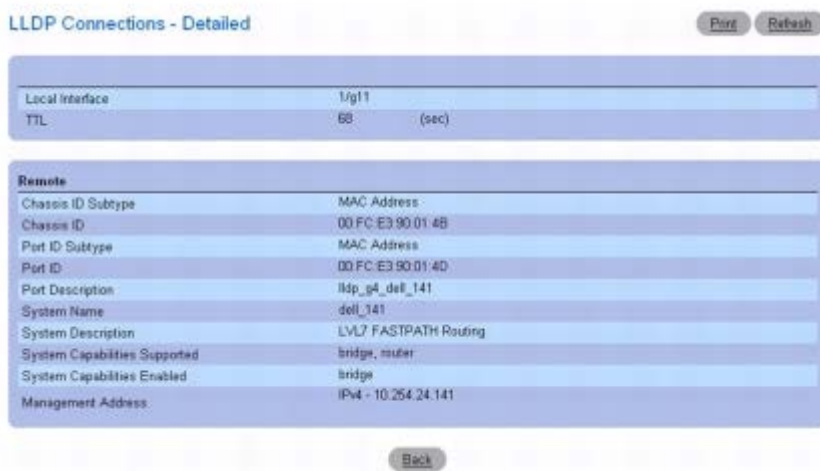 LLDP Connections - Detailed
Print Refresh
Local Interface 1/g11
TTL 68 (sec)
Remote
Chassis ID Subtype MAC Address
Chassis ID 00:FC:E3:90:01:4B
Port ID Subtype MAC Address
Port ID 00:FC:E3:90:01:4D
Port Description lldp_g4_dell_141
System Name dell_141
System Description LVL7 FASTPATH Routing
System Capabilities Supported bridge, router
System Capabilities Enabled bridge
Management Address IPv4 - 10.254.24.141
Back